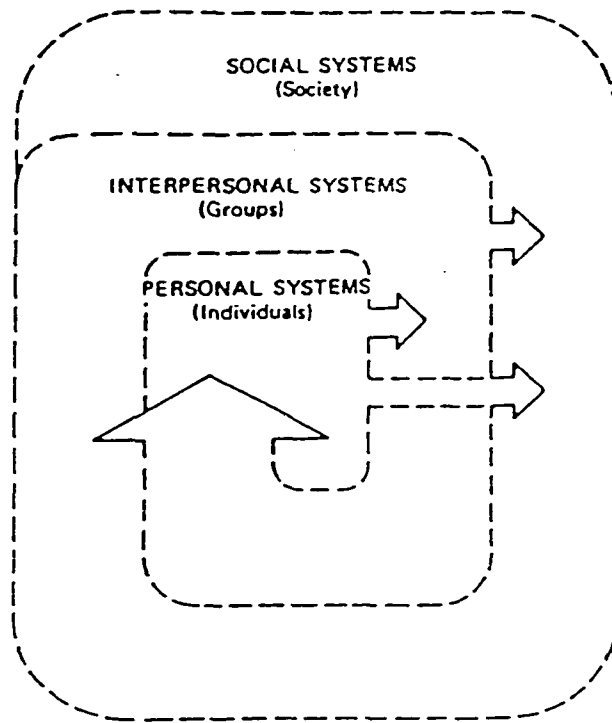 SOCIAL SYSTEMS
(Society)
INTERPERSONAL SYSTEMS
(Groups)
PERSONAL SYSTEMS
(Individuals)